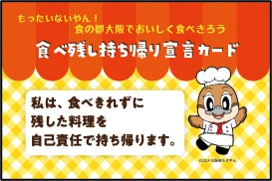 もったいないやん！
食の都大阪でおいしく食べきろう
食べ残し持ち帰り宣言カード
私は、食べきれずに
残した料理を
自己責任で持ち帰ります。